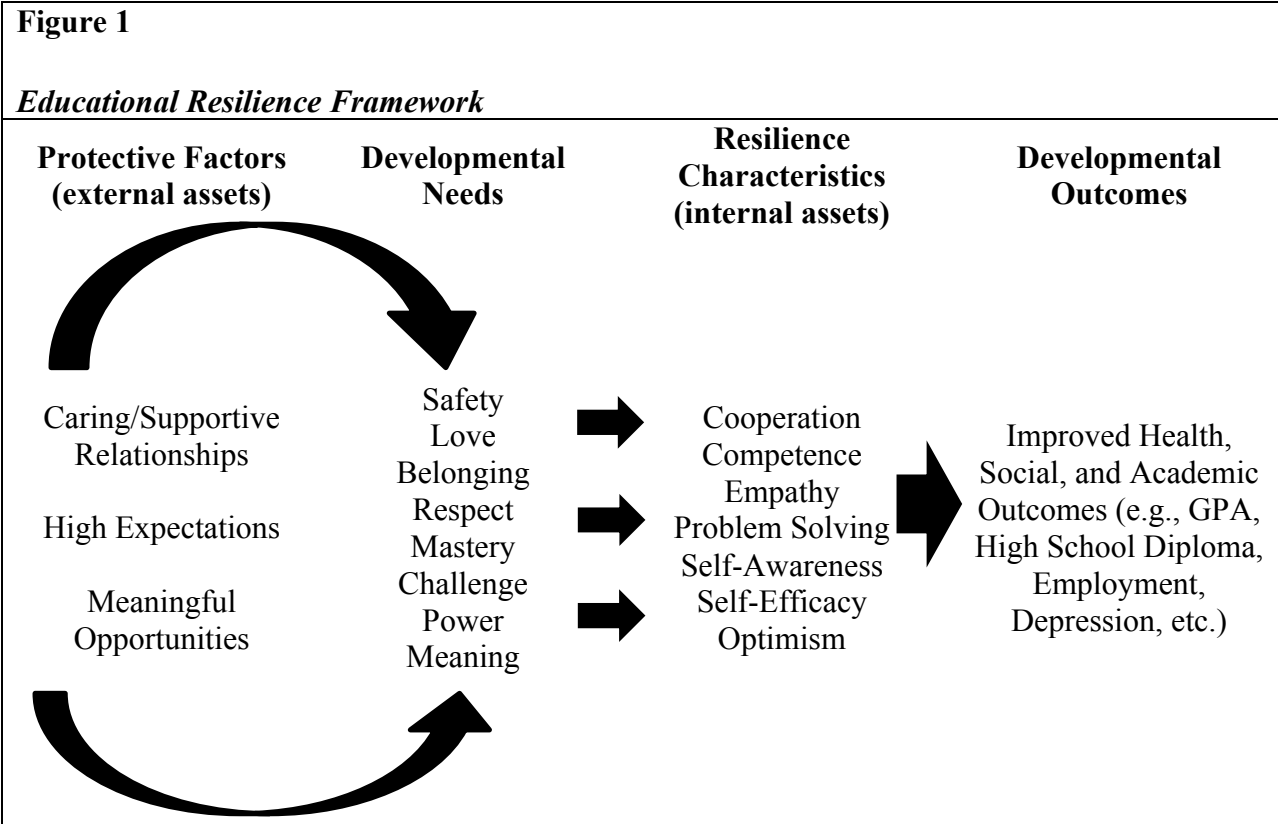 Figure 1
Educational Resilience Framework
Protective Factors
(external assets)
Developmental
Needs
Resilience
Characteristics
(internal assets)
Developmental
Outcomes
Caring/Supportive
Relationships
High Expectations
Meaningful
Opportunities
Safety
Love
Belonging
Respect
Mastery
Challenge
Power
Meaning
Cooperation
Competence
Empathy
Problem Solving
Self-Awareness
Self-Efficacy
Optimism
Improved Health,
Social, and Academic
Outcomes (e.g., GPA,
High School Diploma,
Employment,
Depression, etc.)